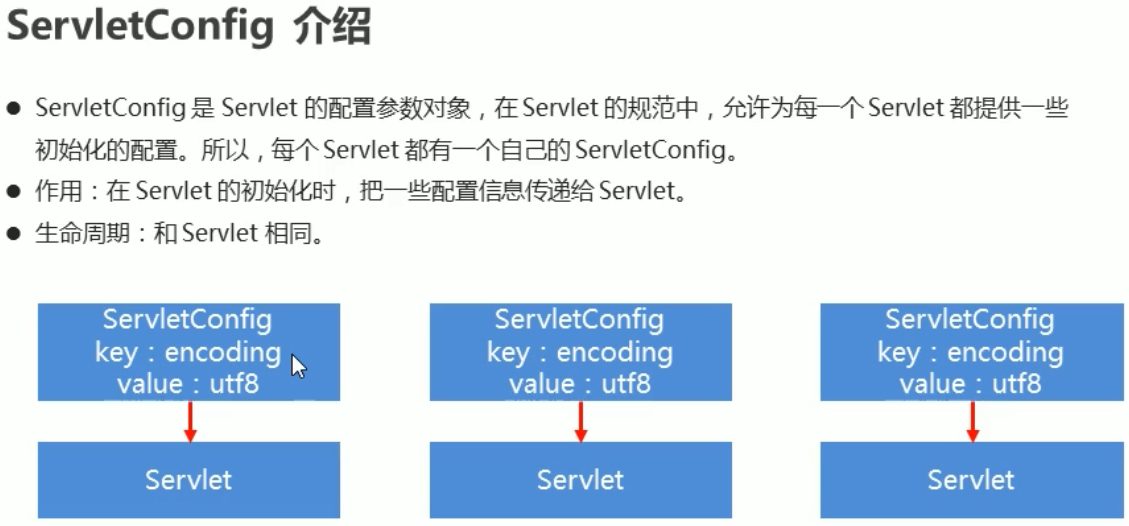 ServletConfig 介绍
● ServletConfig 是 Servlet 的配置参数对象，在 Servlet 的规范中，允许为每一个 Servlet 都提供一些
初始化的配置。所以，每个 Servlet 都有一个自己的 ServletConfig。
● 作用：在 Servlet 的初始化时，把一些配置信息传递给 Servlet。
● 生命周期：和 Servlet 相同。
ServletConfig
key：encoding
value：utf8
Servlet
ServletConfig
key：encoding
value：utf8
Servlet
ServletConfig
key：encoding
value：utf8
Servlet